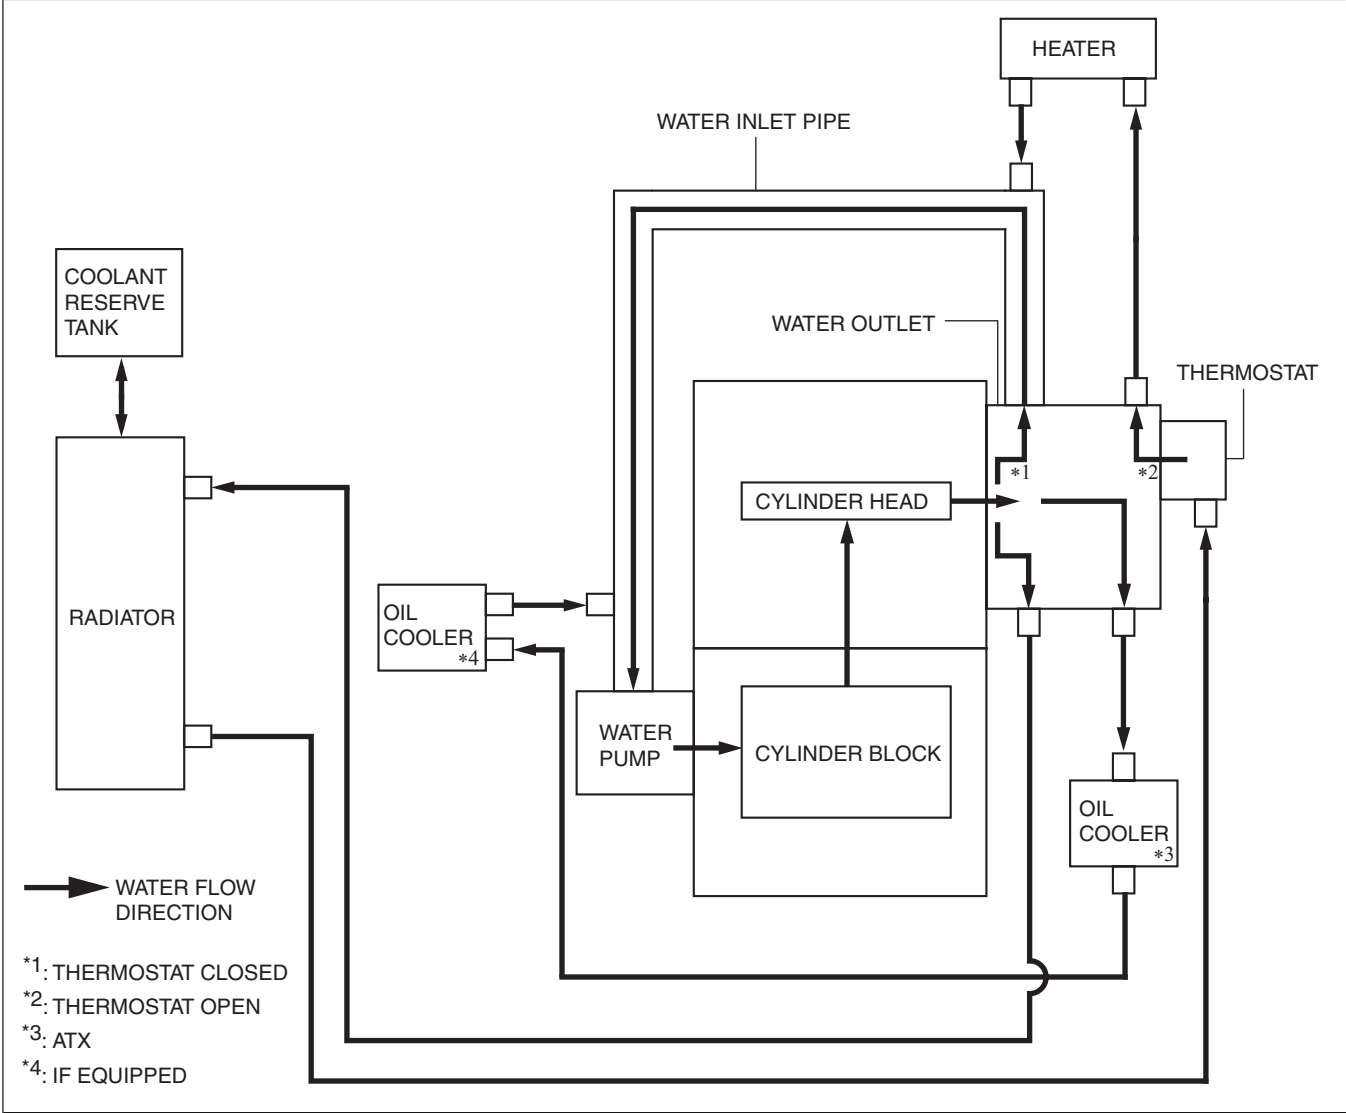 HEATER
WATER INLET PIPE
COOLANT
RESERVE
TANK
WATER OUTLET
THERMOSTAT
*1
*2
CYLINDER HEAD
RADIATOR
OIL
COOLER
*4
WATER
PUMP
CYLINDER BLOCK
OIL
COOLER
*3
WATER FLOW
DIRECTION
*1: THERMOSTAT CLOSED
*2: THERMOSTAT OPEN
*3: ATX
*4: IF EQUIPPED